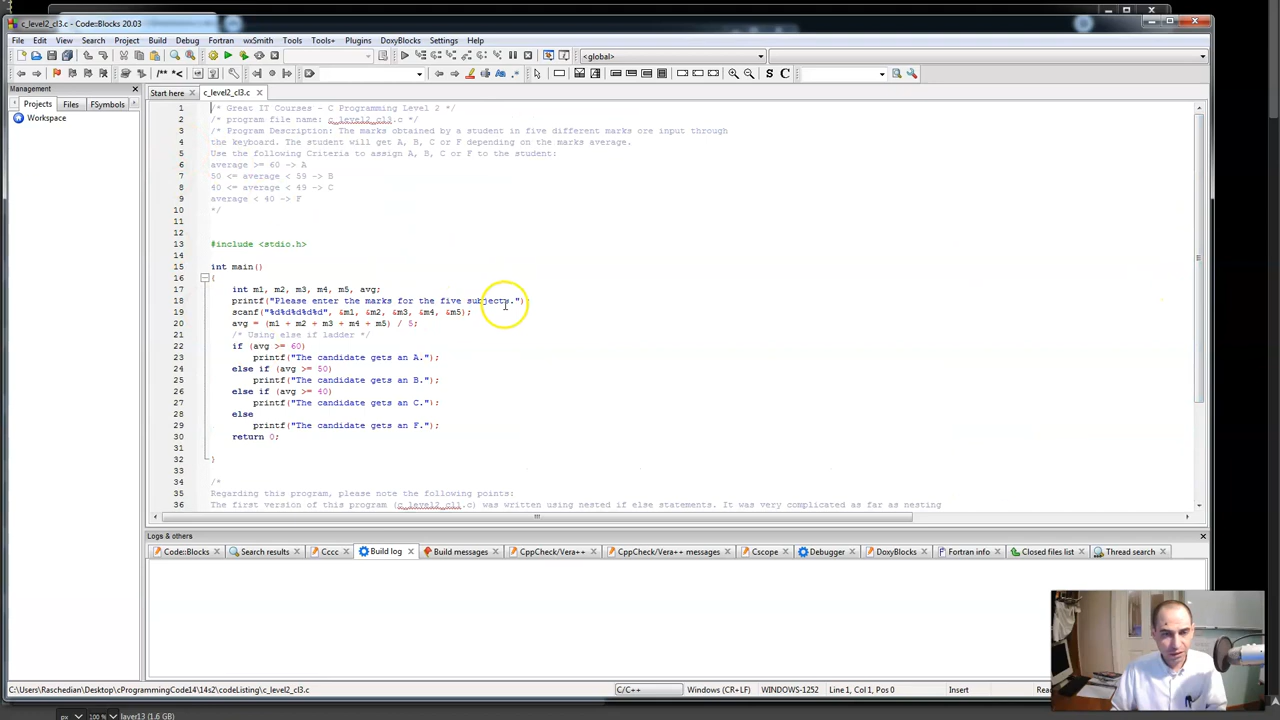 c_level2_cl3.c - Code::Blocks 20.03
File Edit View Search Project Build Debug Fortran wxSmith Tools Tools+ Plugins DoxyBlocks Settings Help
<global>
/** *<
S C
Management
Projects Files FSymbols
Workspace
Start here c_level2_cl3.c
1 /* Great IT Courses - C Programming Level 2 */
2 /* program file name: c_level2_cl3.c */
3 /* Program Description: The marks obtained by a student in five different marks ore input through
4 the keyboard. The student will get A, B, C or F depending on the marks average.
5 Use the following Criteria to assign A, B, C or F to the student:
6 average >= 60 -> A
7 50 <= average < 59 -> B
8 40 <= average < 49 -> C
9 average < 40 -> F
10 */
11
12
13 #include <stdio.h>
14
15 int main()
16 {
17 int m1, m2, m3, m4, m5, avg;
18 printf("Please enter the marks for the five subjects.");
19 scanf("%d%d%d%d%d", &m1, &m2, &m3, &m4, &m5);
20 avg = (m1 + m2 + m3 + m4 + m5) / 5;
21 /* Using else if ladder */
22 if (avg >= 60)
23 printf("The candidate gets an A.");
24 else if (avg >= 50)
25 printf("The candidate gets an B.");
26 else if (avg >= 40)
27 printf("The candidate gets an C.");
28 else
29 printf("The candidate gets an F.");
30 return 0;
31
32 }
33
34 /*
35 Regarding this program, please note the following points:
36 The first version of this program (c_level2_cl1.c) was written using nested if else statements. It was very complicated as far as nesting
Logs & others
Code::Blocks Search results Cccc Build log Build messages CppCheck/Vera++ CppCheck/Vera++ messages Cscope Debugger DoxyBlocks Fortran info Closed files list Thread search
C:\Users\Raschedian\Desktop\cProgrammingCode14\14s2\codeListing\c_level2_cl3.c C/C++ Windows (CR+LF) WINDOWS-1252 Line 1, Col 1, Pos 0 Insert
px 100 % layer13 (1.6 GB)